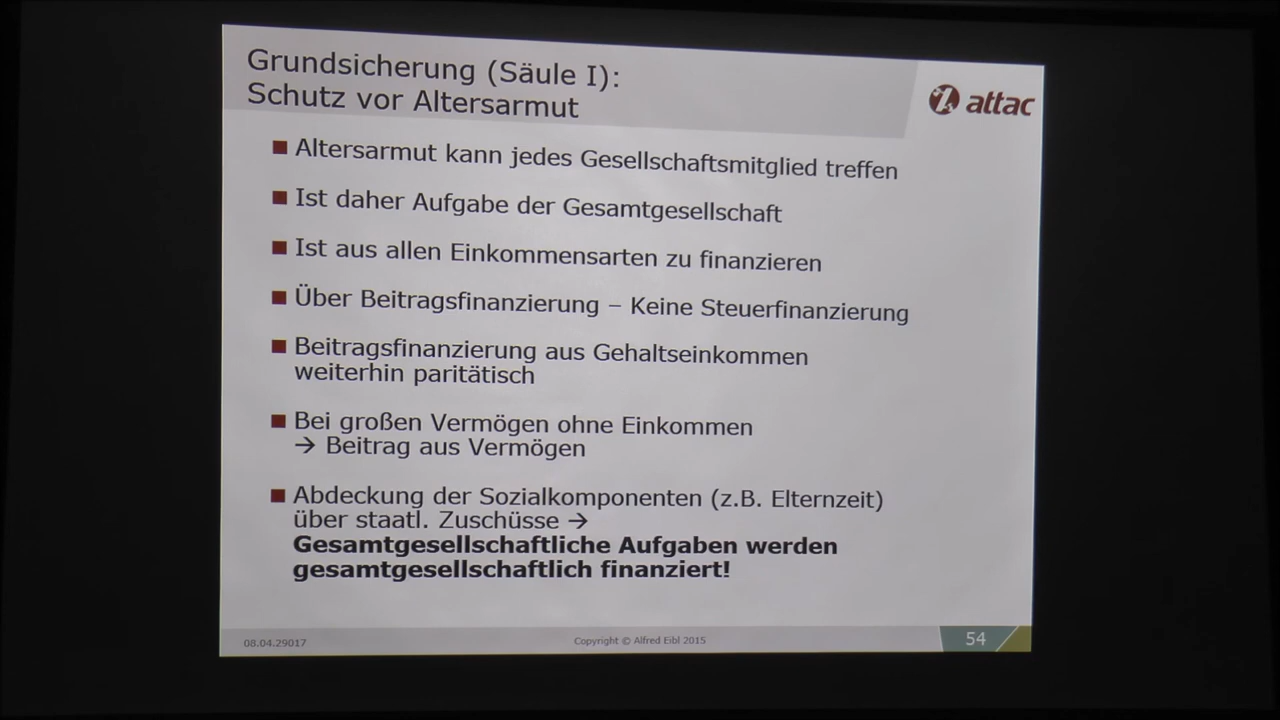 Grundsicherung (Säule I):
Schutz vor Altersarmut
attac
Altersarmut kann jedes Gesellschaftsmitglied treffen
Ist daher Aufgabe der Gesamtgesellschaft
Ist aus allen Einkommensarten zu finanzieren
Über Beitragsfinanzierung – Keine Steuerfinanzierung
Beitragsfinanzierung aus Gehaltseinkommen
weiterhin paritätisch
Bei großen Vermögen ohne Einkommen
→ Beitrag aus Vermögen
Abdeckung der Sozialkomponenten (z.B. Elternzeit)
über staatl. Zuschüsse →
Gesamtgesellschaftliche Aufgaben werden
gesamtgesellschaftlich finanziert!
08.04.29017
Copyright © Alfred Eibl 2015
54